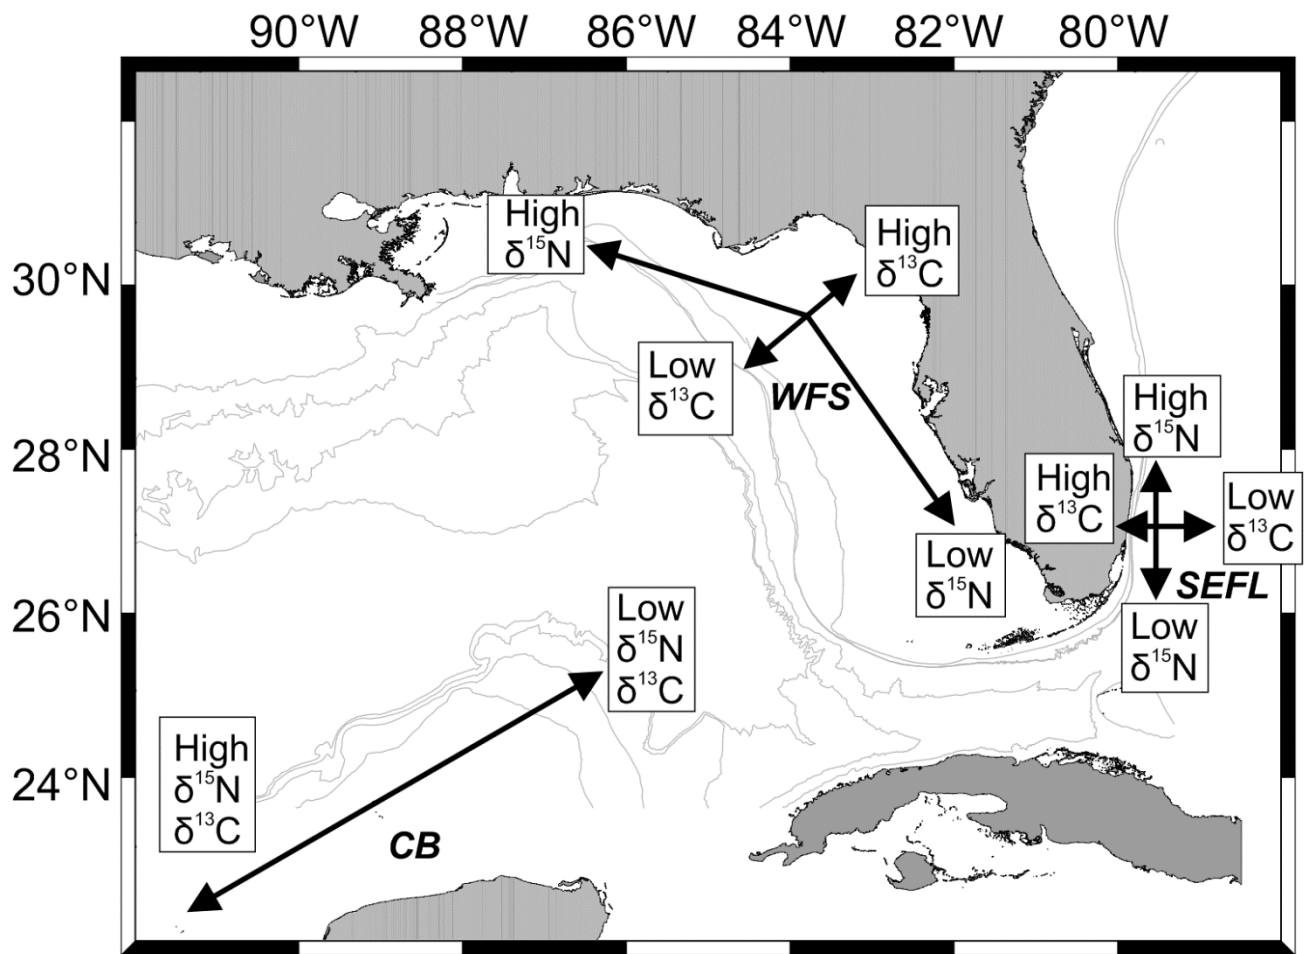 90°W 88°W 86°W 84°W 82°W 80°W
30°N
28°N
26°N
24°N
High
δ¹⁵N
High
δ¹³C
Low
δ¹³C
WFS
Low
δ¹⁵N
High
δ¹⁵N
High
δ¹³C
Low
δ¹³C
SEFL
Low
δ¹⁵N
Low
δ¹⁵N
δ¹³C
High
δ¹⁵N
δ¹³C
CB